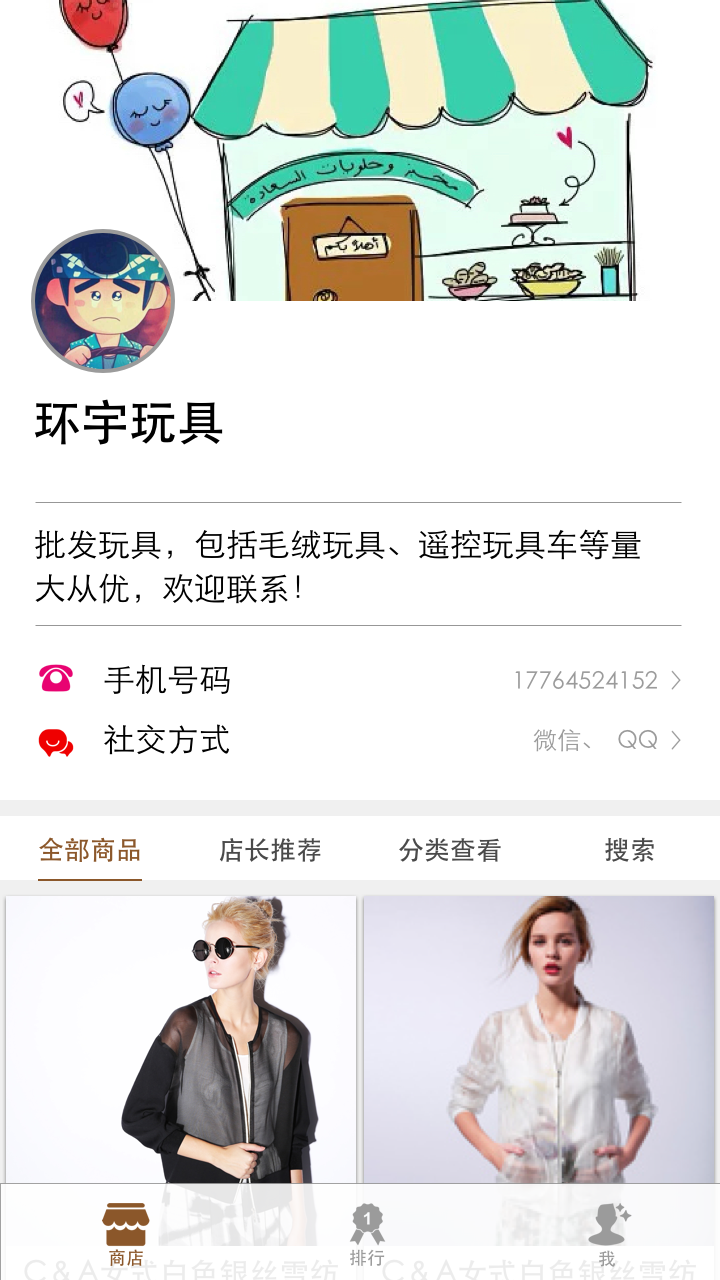 مخبز وحلويات السعادة
أهلاً بكم
环宇玩具
批发玩具，包括毛绒玩具、遥控玩具车等量
大从优，欢迎联系！
手机号码 17764524152
社交方式 微信、 QQ
全部商品 店长推荐 分类查看 搜索
1
商店 排行 我
C&A女式白色银丝雪纺 C&A女式白色银丝雪纺